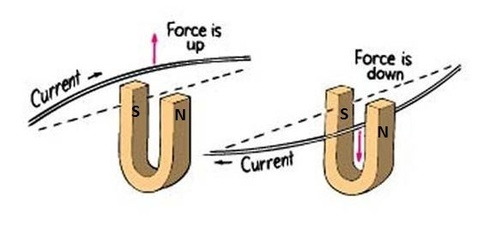 Force is
up
Current
S
N
Force is
down
S
N
Current